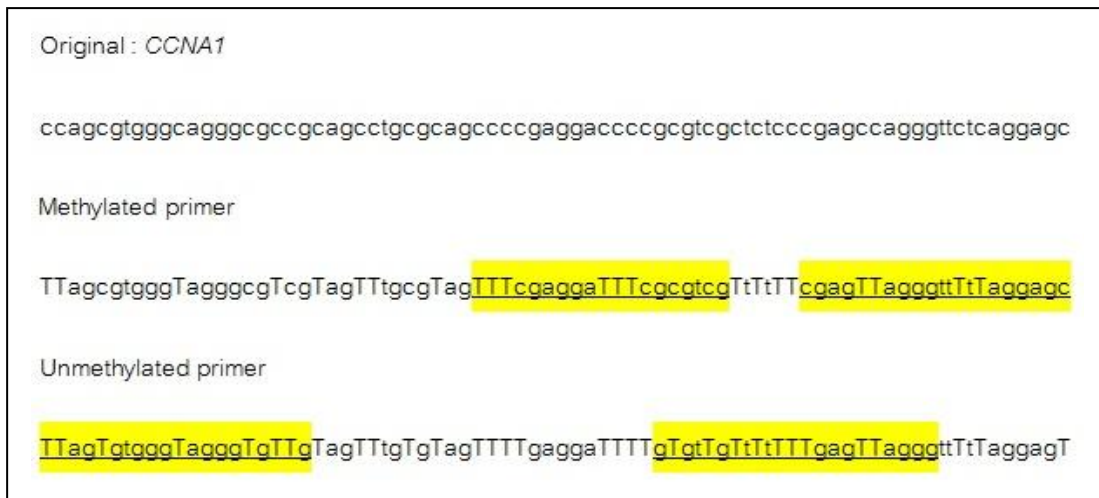 Original : CCNA1
ccagcgtgggcagggcgccgcagcctgcgcagccccgaggaccccgcgtcgctctcccgagccagggttctcaggagc
Methylated primer
TTagcgtgggTagggcgTcgTagTTtgcgTagTTTcgaggaTTTcgcgtcgTtTtTTcgagTTagggttTtTaggagc
Unmethylated primer
TTagTgtgggTagggTgTTgTagTTtgTgTagTTTTgaggaTTTTgTgtTgTtTtTTTgagTTagggttTtTaggagT